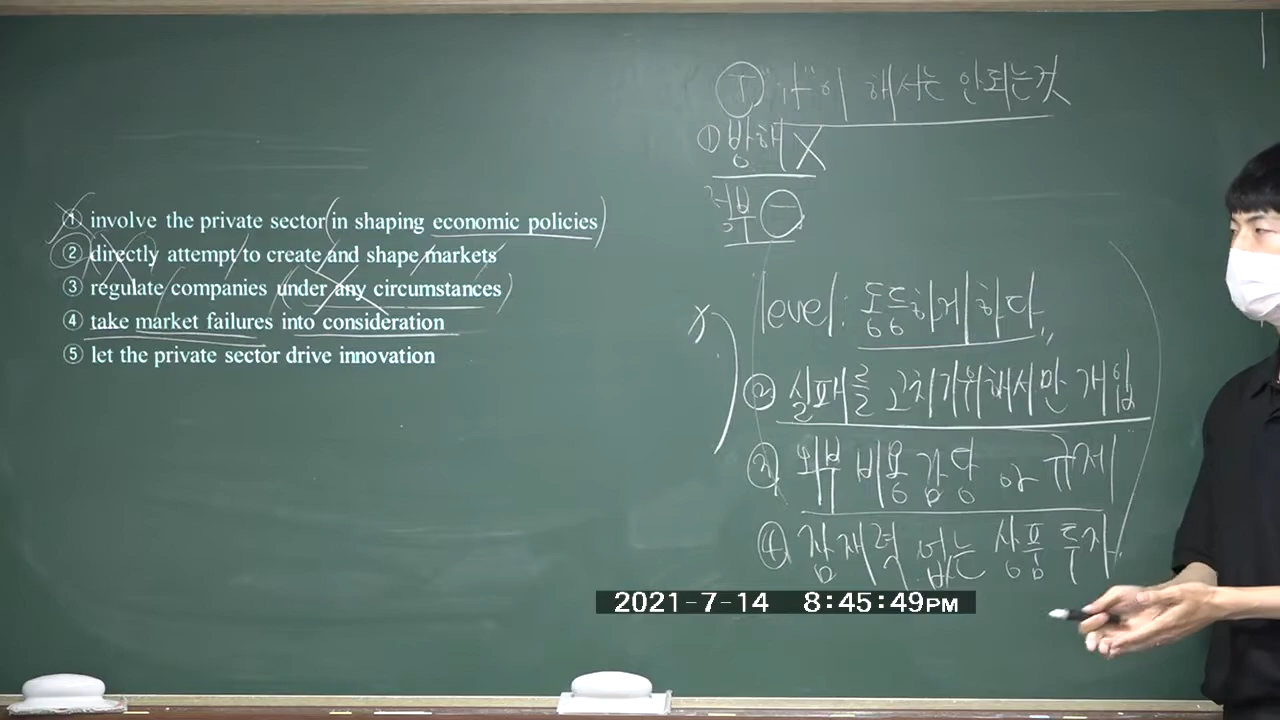 ① involve the private sector in shaping economic policies
② directly attempt to create and shape markets
③ regulate companies under any circumstances
④ take market failures into consideration
⑤ let the private sector drive innovation
이 해서는 안되는것
① 방해 X
level: 동등하게 하다
② 실패를 고치기위해서만 개입
③ 외부 비용 감당 규제
④ 잠재력 없는 상품 투자
2021-7-14 8:45:49PM